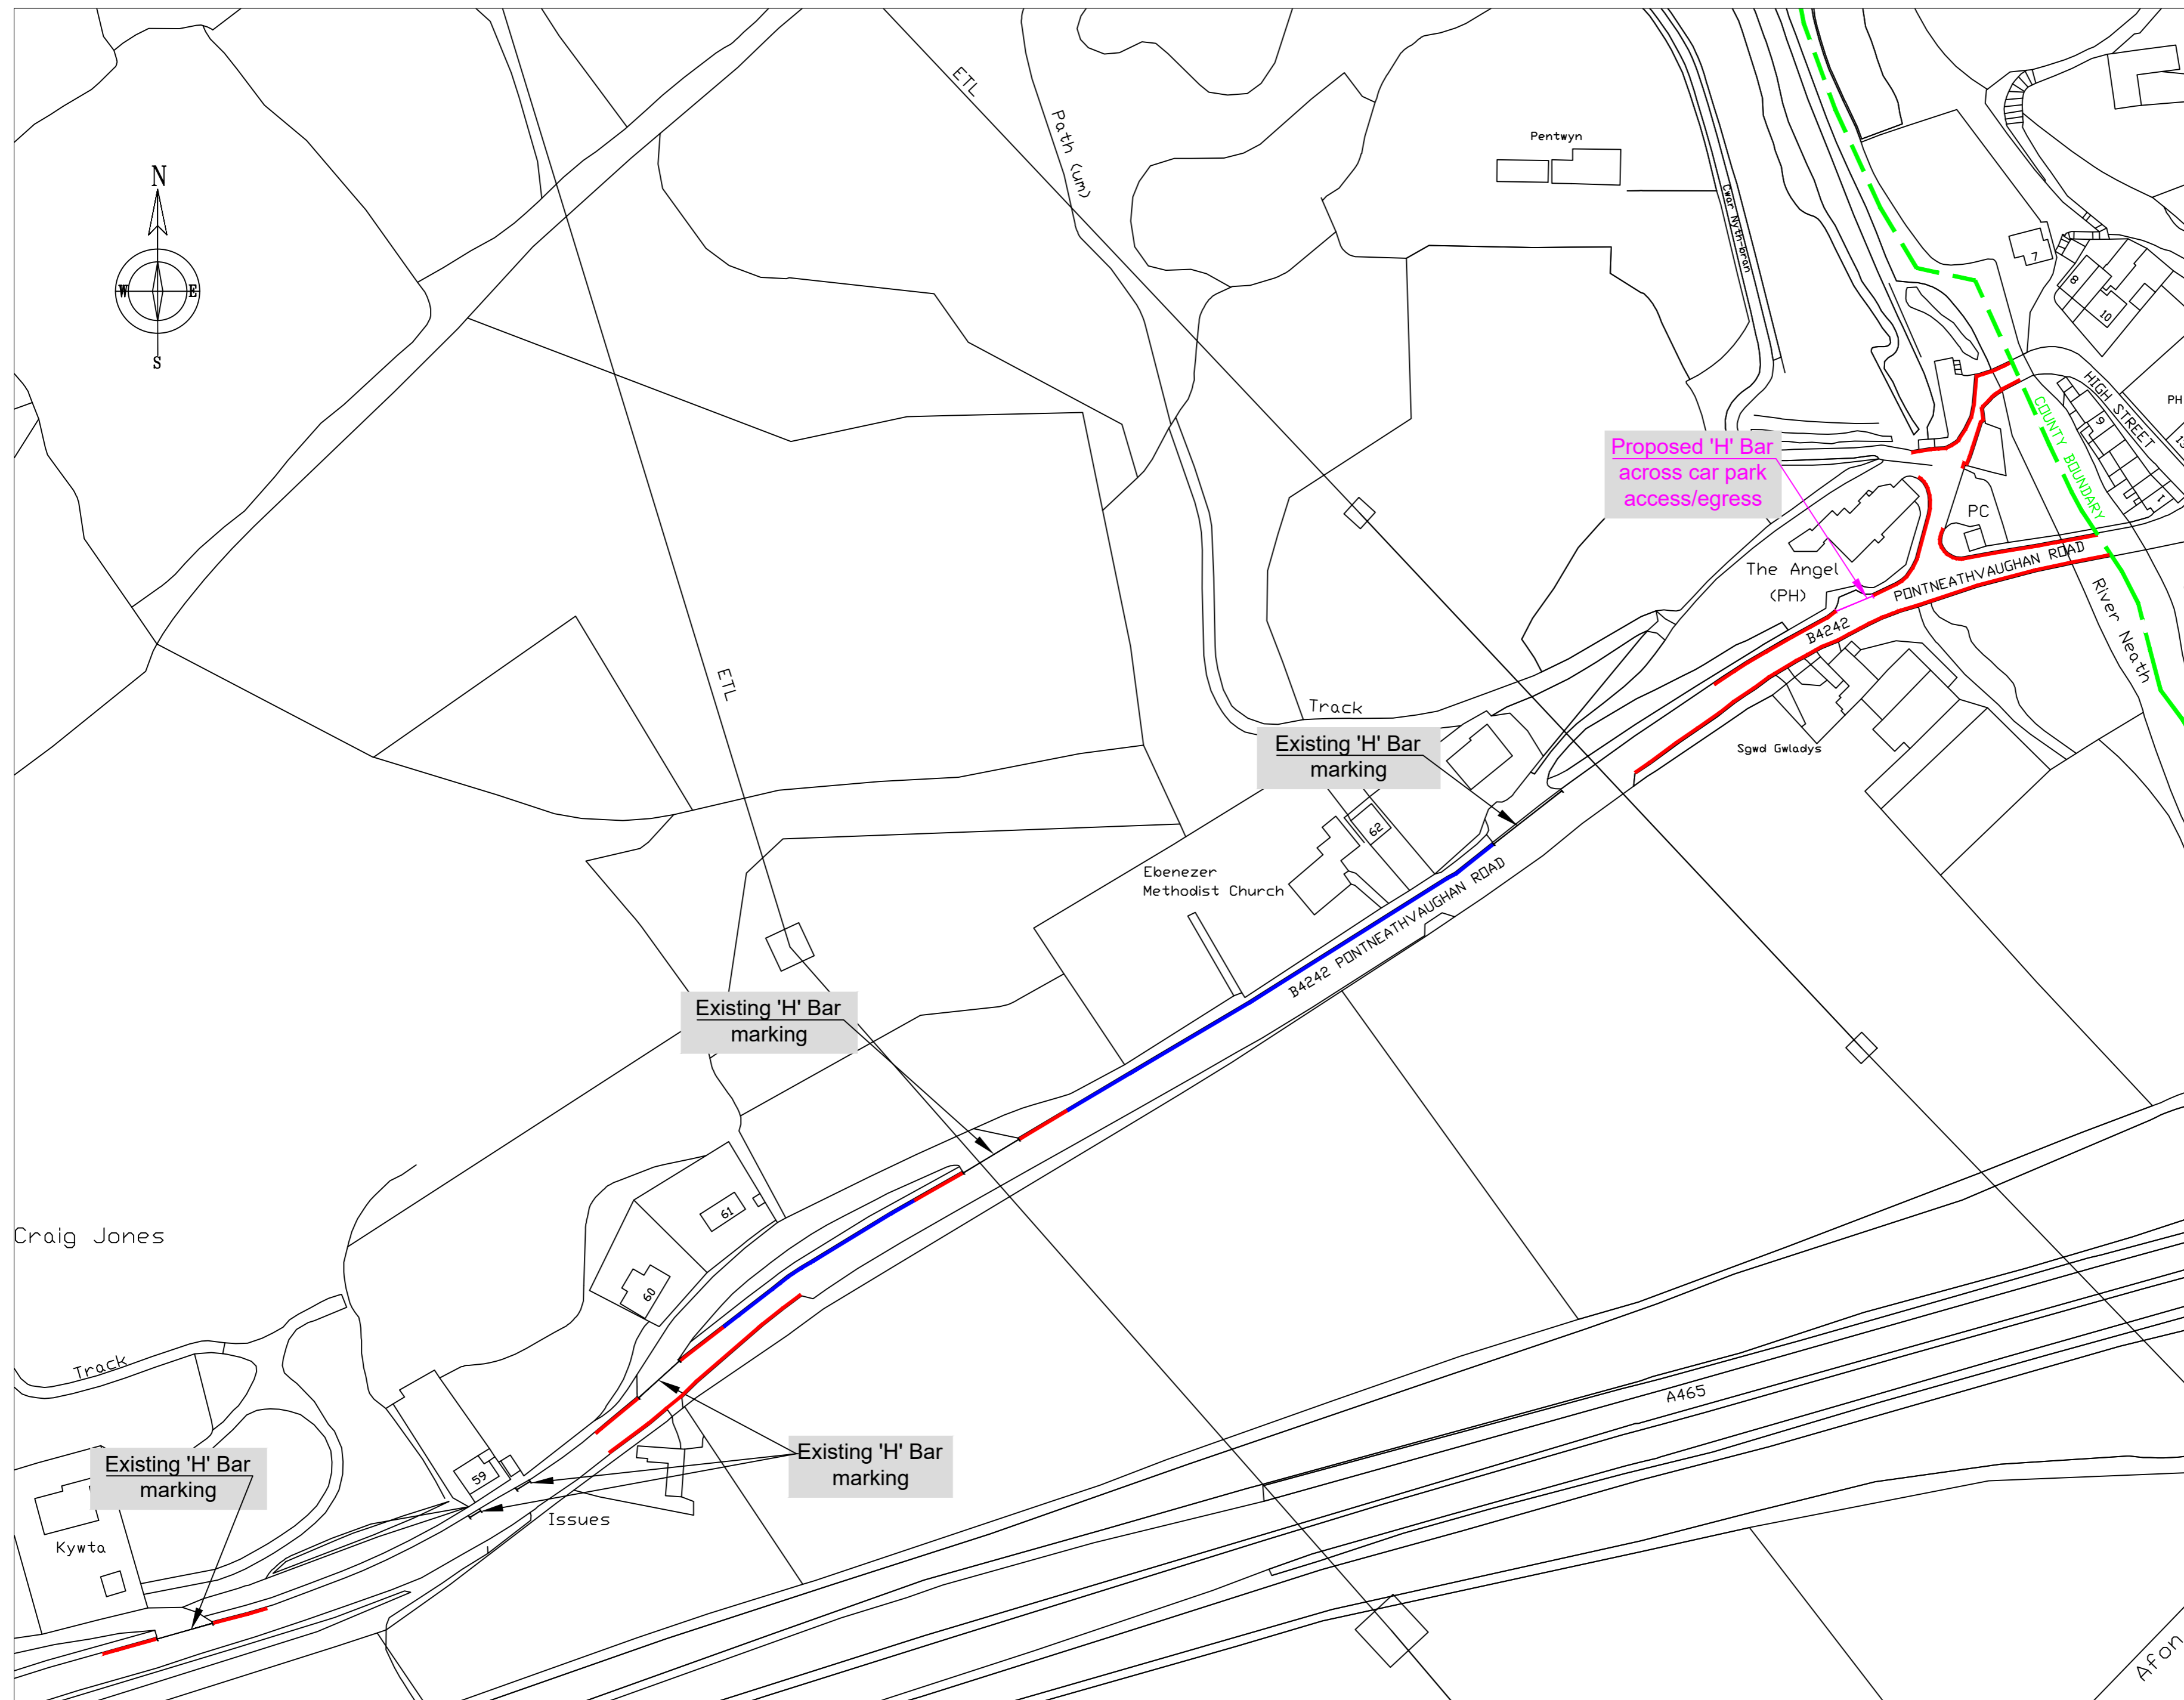 N
W
E
S
ETL
Path (um)
Pentwyn
Cwar Nyth-bran
7
8
10
HIGH STREET
PH
13
9
1
COUNTY BOUNDARY
Proposed 'H' Bar
across car park
access/egress
PC
The Angel
(PH)
PONTNEATHVAUGHAN ROAD
B4242
River Neath
Sgwd Gwladys
ETL
Track
Existing 'H' Bar
marking
62
Ebenezer
Methodist Church
B4242 PONTNEATHVAUGHAN ROAD
Existing 'H' Bar
marking
61
60
Craig Jones
Track
A465
Existing 'H' Bar
marking
Existing 'H' Bar
marking
59
Issues
Kywta
Afon